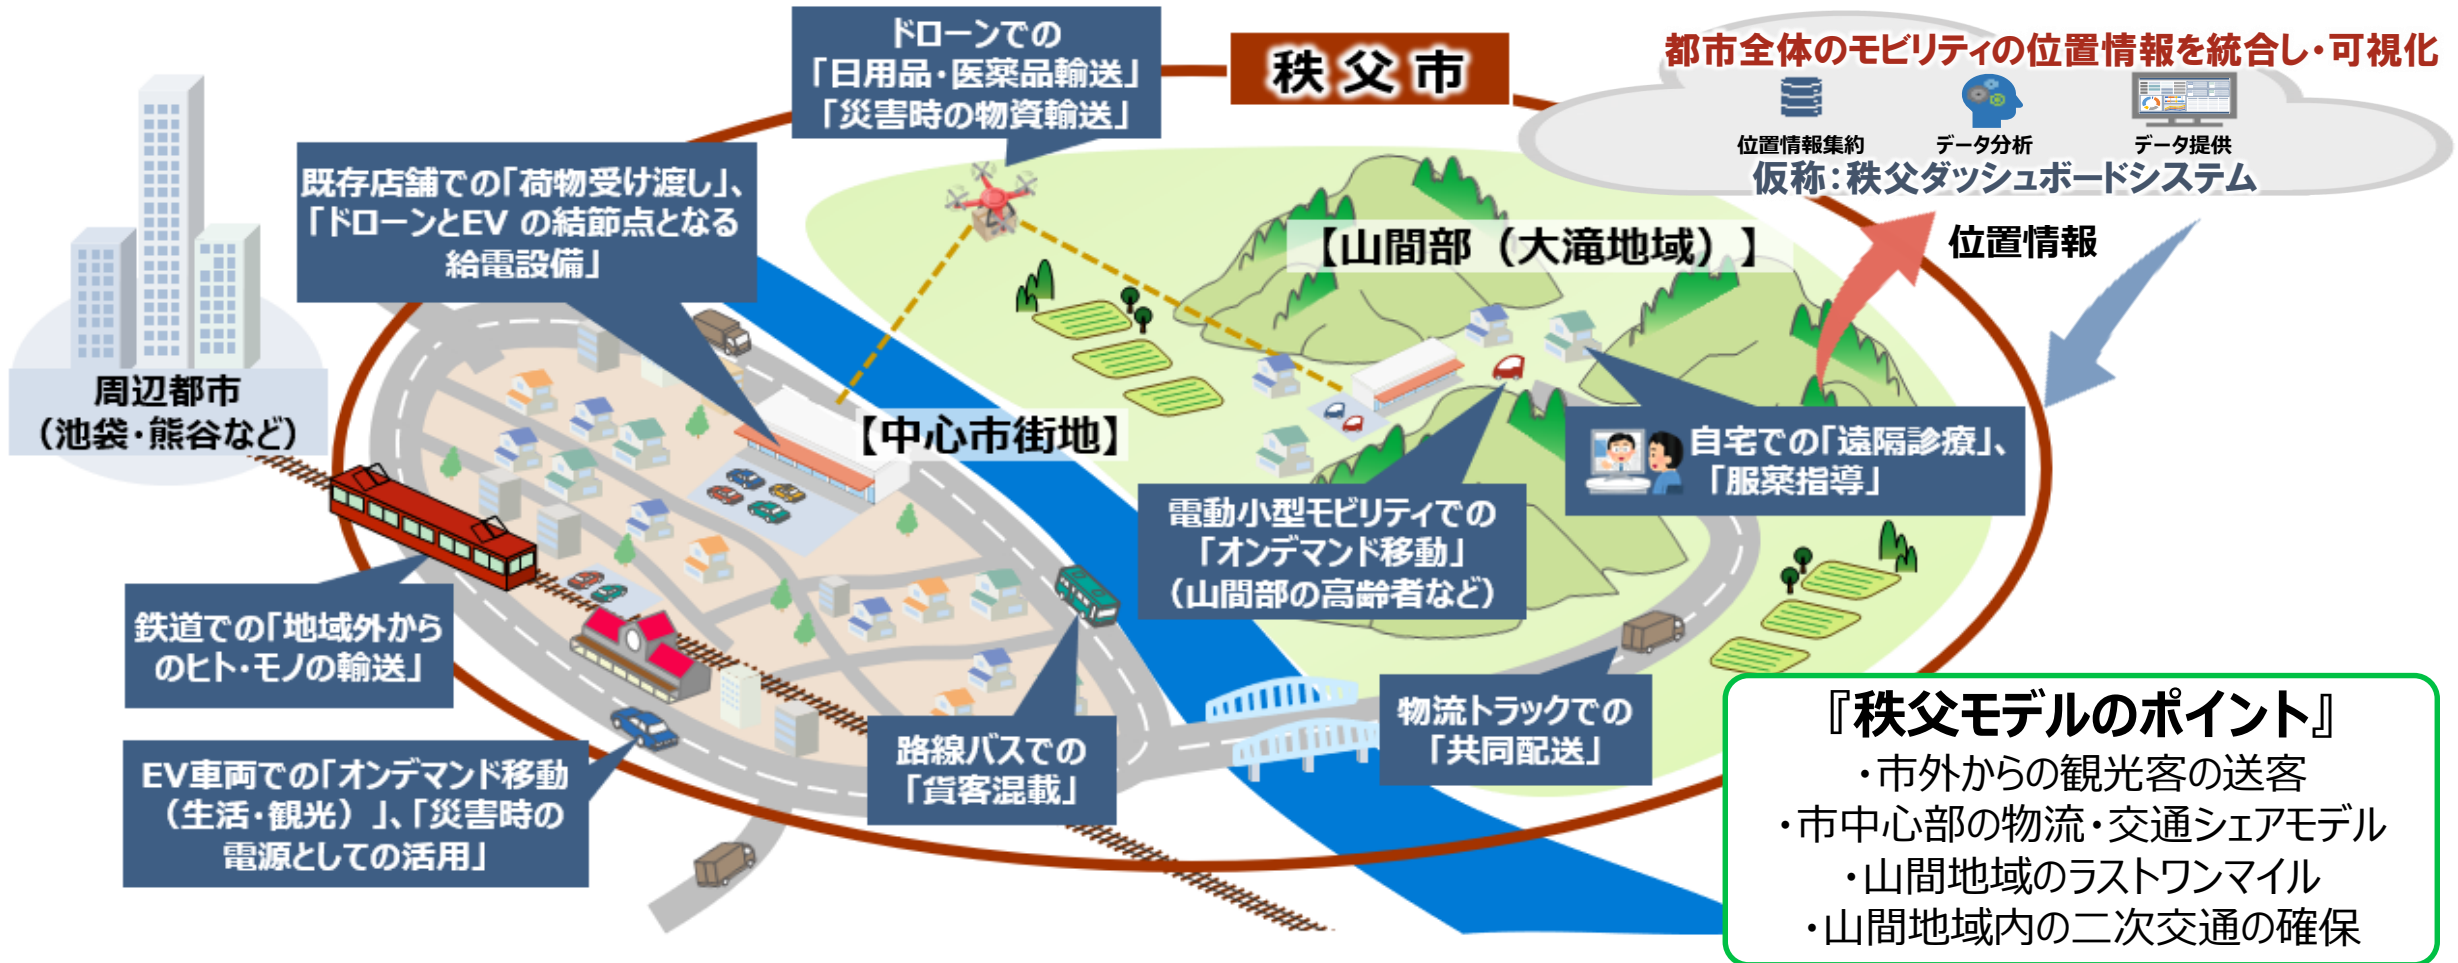 ドローンでの
「日用品・医薬品輸送」
「災害時の物資輸送」
秩父市
都市全体のモビリティの位置情報を統合し・可視化
位置情報集約
データ分析
データ提供
仮称：秩父ダッシュボードシステム
位置情報
既存店舗での「荷物受け渡し」、
「ドローンとEV の結節点となる
給電設備」
【山間部（大滝地域）】
周辺都市
（池袋・熊谷など）
【中心市街地】
自宅での「遠隔診療」、
「服薬指導」
電動小型モビリティでの
「オンデマンド移動」
（山間部の高齢者など）
鉄道での「地域外から
のヒト・モノの輸送」
EV車両での「オンデマンド移動
（生活・観光）」、「災害時の
電源としての活用」
路線バスでの
「貨客混載」
物流トラックでの
「共同配送」
『秩父モデルのポイント』
・市外からの観光客の送客
・市中心部の物流・交通シェアモデル
・山間地域のラストワンマイル
・山間地域内の二次交通の確保